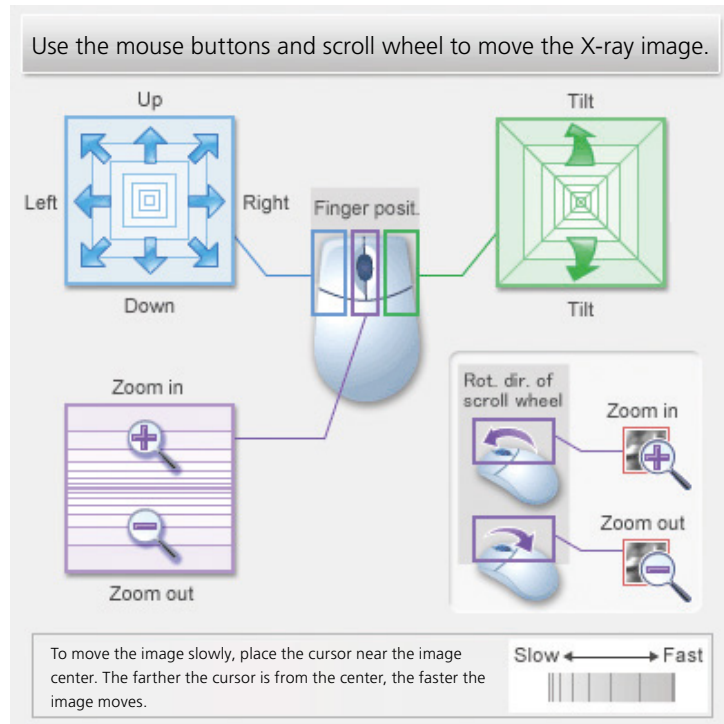 Use the mouse buttons and scroll wheel to move the X-ray image.
Up
Left
Right
Down
Finger posit.
Tilt
Tilt
Zoom in
Zoom out
Rot. dir. of
scroll wheel
Zoom in
Zoom out
To move the image slowly, place the cursor near the image
center. The farther the cursor is from the center, the faster the
image moves.
Slow
Fast